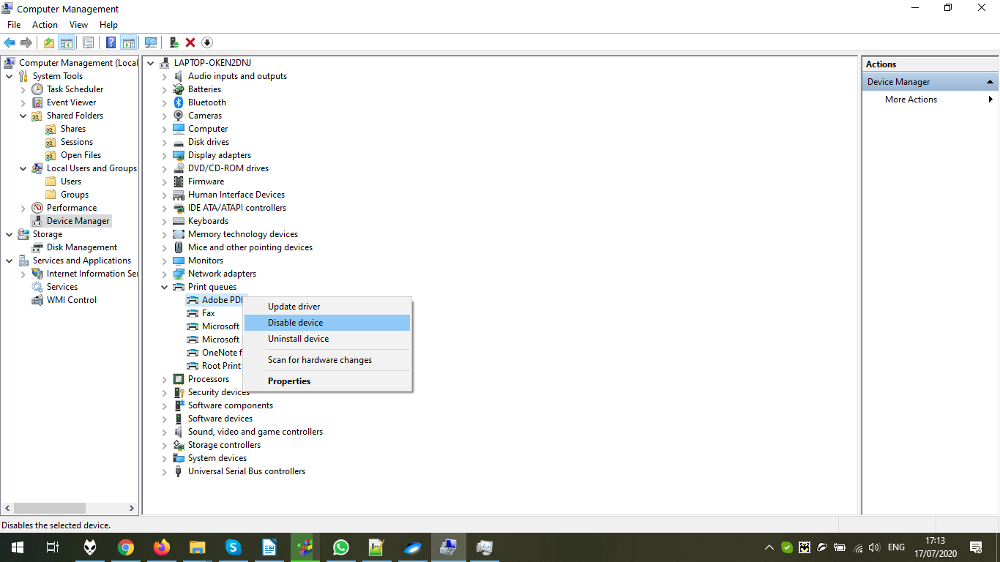 Computer Management
File Action View Help
Computer Management (Local
System Tools
Task Scheduler
Event Viewer
Shared Folders
Shares
Sessions
Open Files
Local Users and Groups
Users
Groups
Performance
Device Manager
Storage
Disk Management
Services and Applications
Internet Information Ser
Services
WMI Control
LAPTOP-OKEN2DNJ
Audio inputs and outputs
Batteries
Bluetooth
Cameras
Computer
Disk drives
Display adapters
DVD/CD-ROM drives
Firmware
Human Interface Devices
IDE ATA/ATAPI controllers
Keyboards
Memory technology devices
Mice and other pointing devices
Monitors
Network adapters
Print queues
Adobe PDF
Fax
Microsoft
Microsoft
OneNote f
Root Print
Processors
Security devices
Software components
Software devices
Sound, video and game controllers
Storage controllers
System devices
Universal Serial Bus controllers
Update driver
Disable device
Uninstall device
Scan for hardware changes
Properties
Actions
Device Manager
More Actions
Disables the selected device.
ENG
17:13
17/07/2020